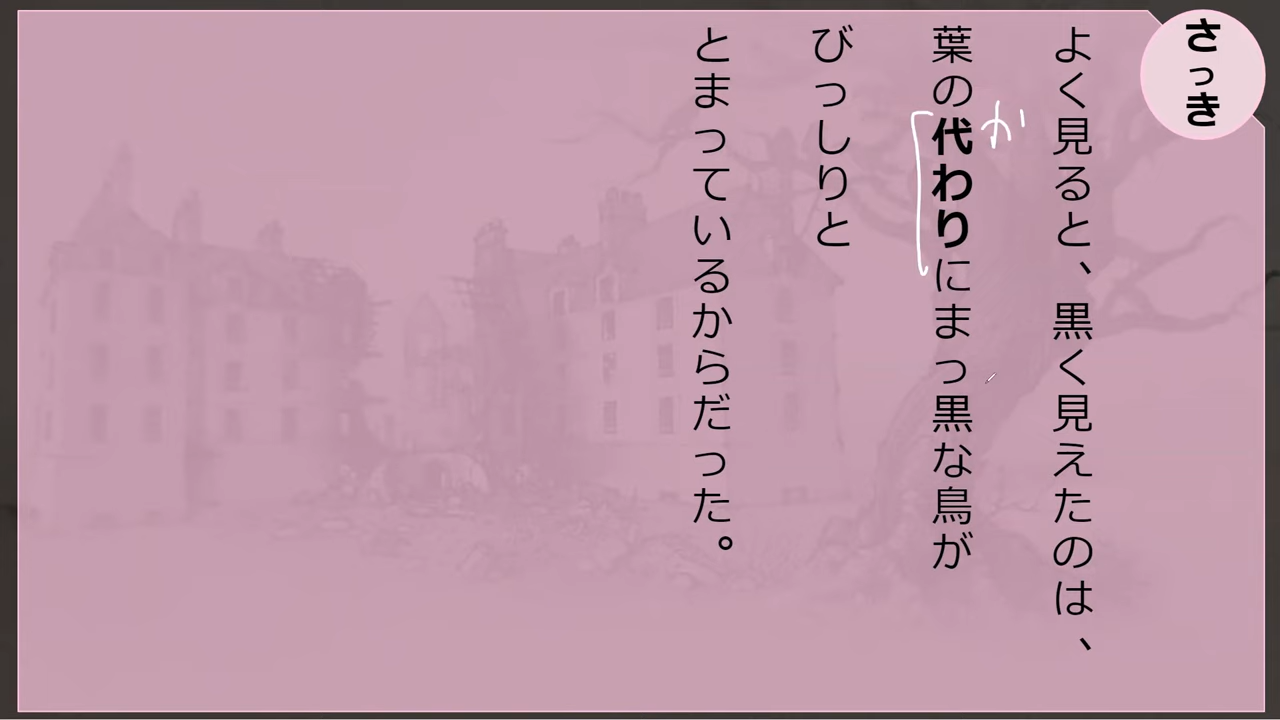 さっき
よく見ると、黒く見えたのは、
葉の代わりにまっ黒な鳥が
か
びっしりと
とまっているからだった。